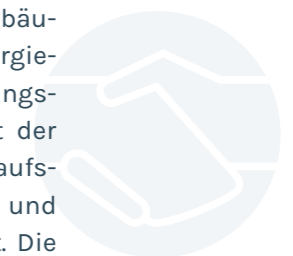 bäu-
rgie-
ngs-
t der
aufs-
und
. Die